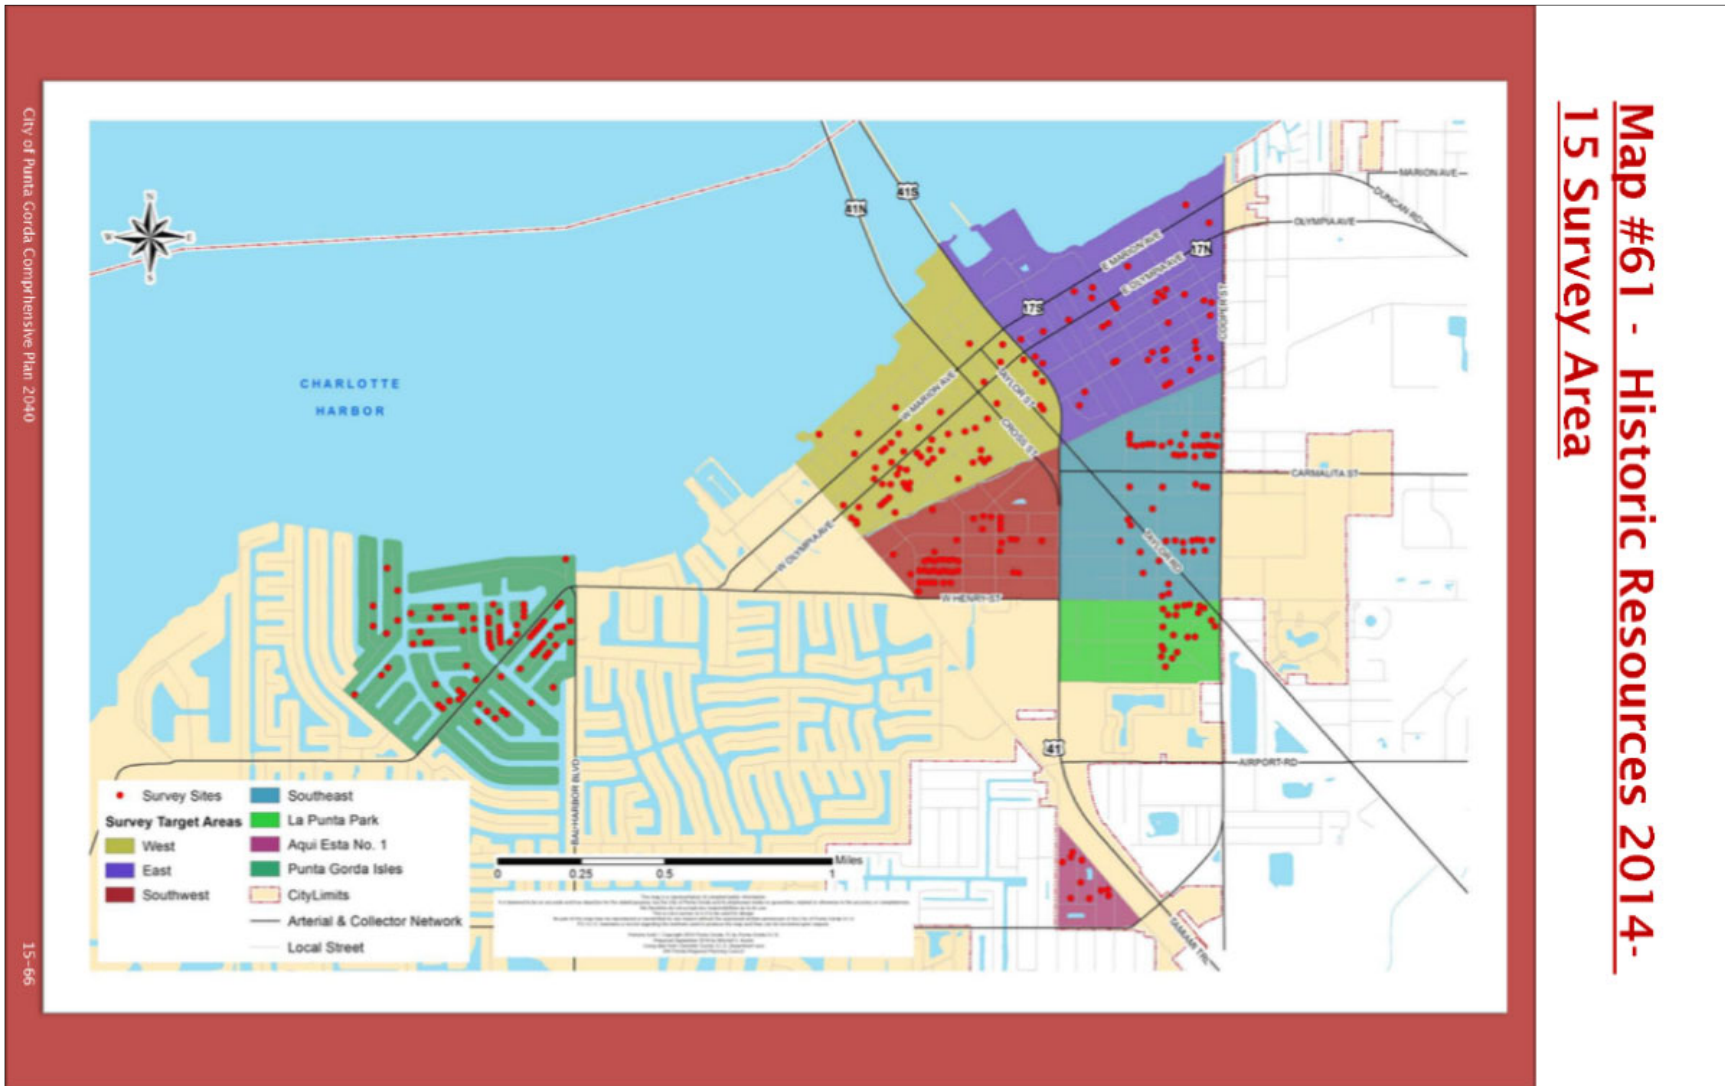 Map #61 - Historic Resources 2014-
15 Survey Area
N
W
E
S
41N
41S
MARION AVE
DUNCAN RD
OLYMPIA AVE
17N
E MARION AVE
E OLYMPIA AVE
17S
COOPER ST
CHARLOTTE
HARBOR
W MARION AVE
TAYLOR ST
CROSS ST
CARMALITA ST
W OLYMPIA AVE
TAYLOR RD
W HENRY ST
41
AIRPORT RD
BAL HARBOR BLVD
TAMIAMI TRL
Survey Sites
Survey Target Areas
West
East
Southwest
Southeast
La Punta Park
Aqui Esta No. 1
Punta Gorda Isles
CityLimits
Arterial & Collector Network
Local Street
Miles
0 0.25 0.5 1
City of Punta Gorda Comprhensive Plan 2040
15-66